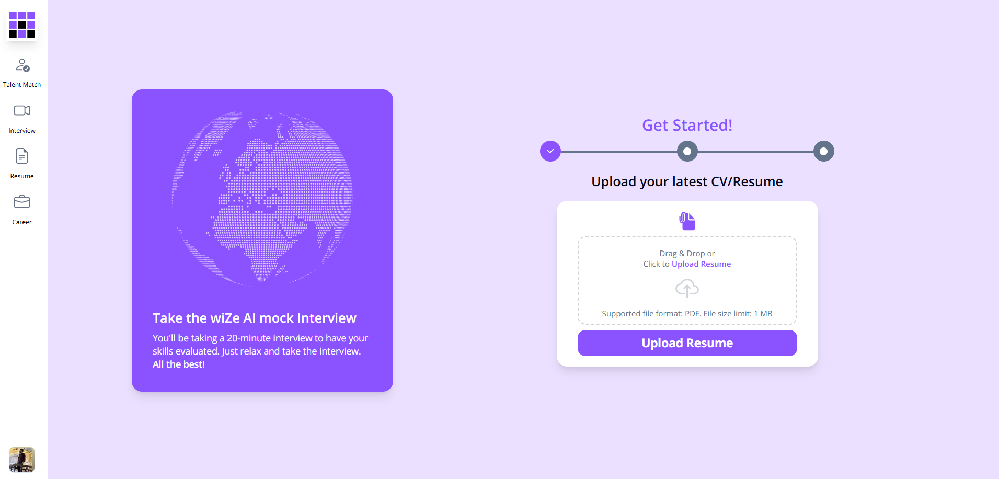 Talent Match
Interview
Resume
Career
Take the wiZe AI mock Interview
You'll be taking a 20-minute interview to have your
skills evaluated. Just relax and take the interview.
All the best!
Get Started!
Upload your latest CV/Resume
Drag & Drop or
Click to Upload Resume
Supported file format: PDF. File size limit: 1 MB
Upload Resume